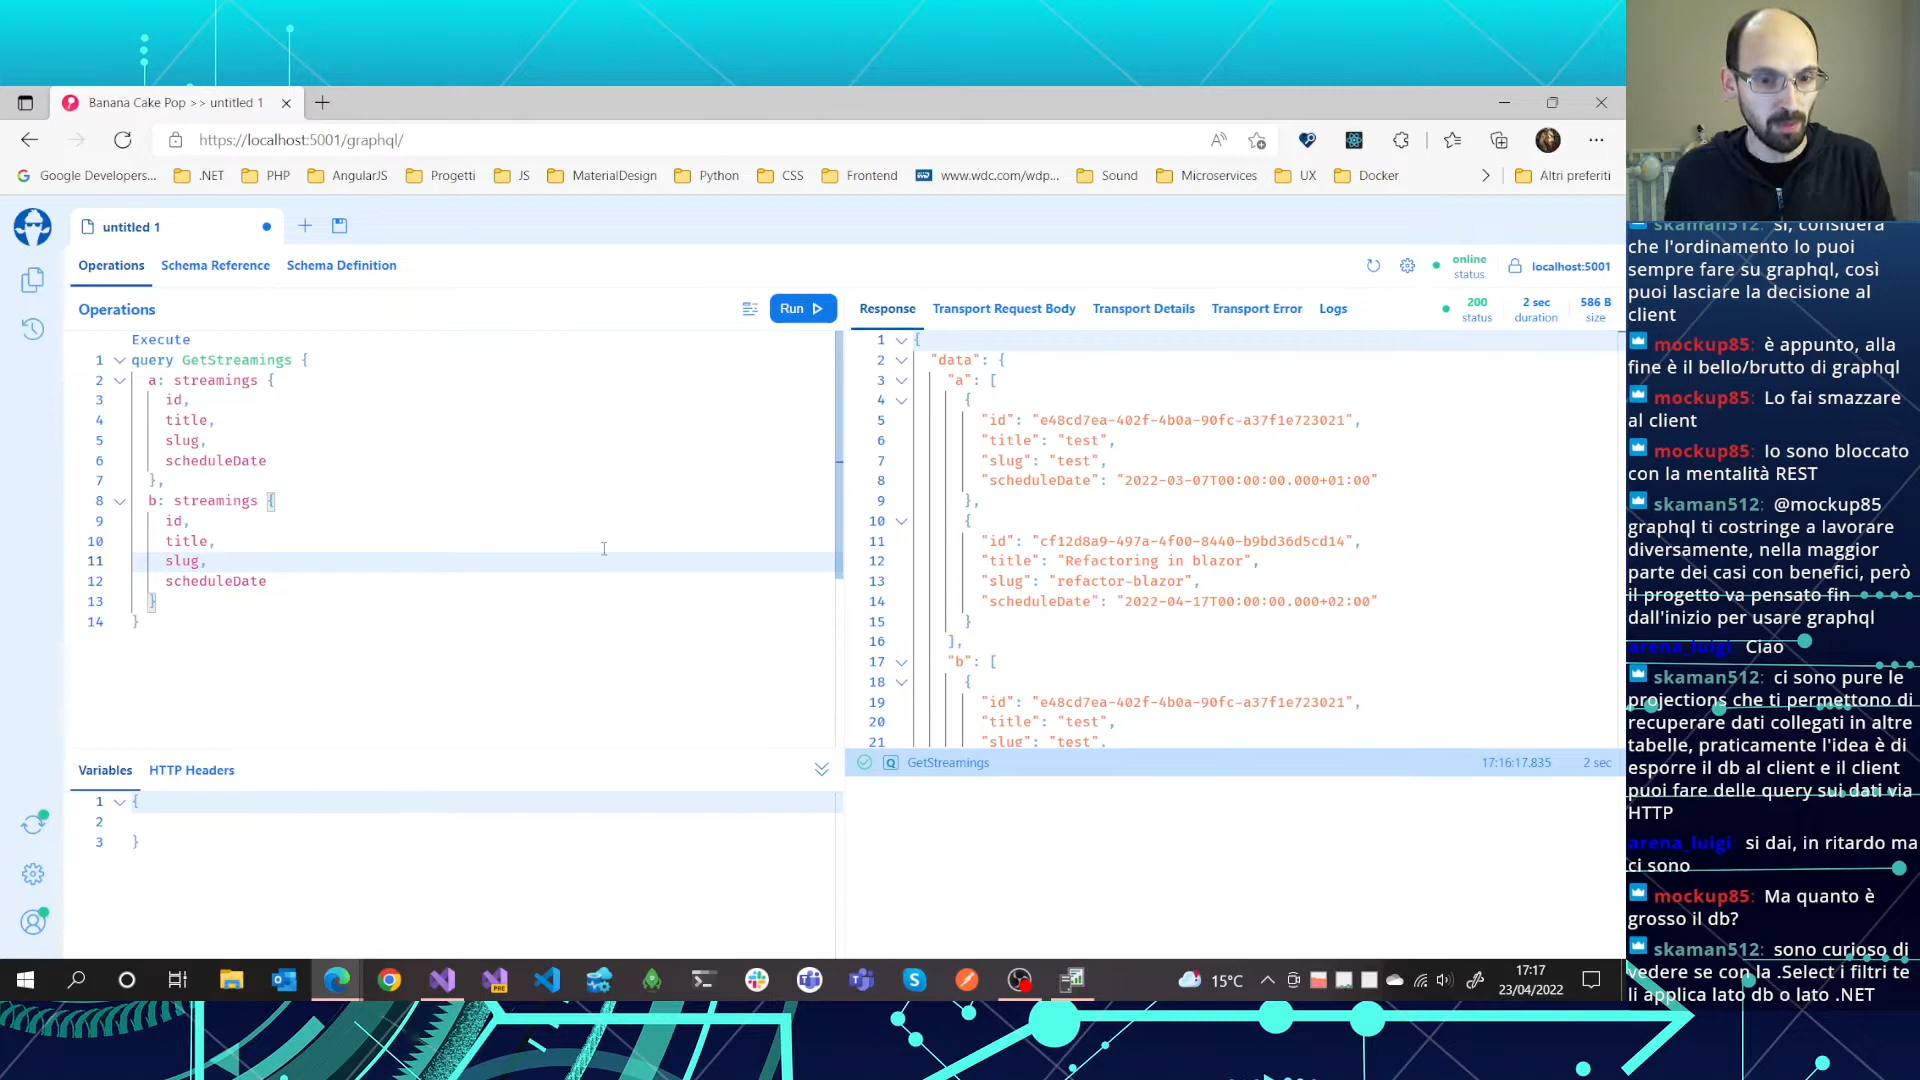 Banana Cake Pop >> untitled 1
https://localhost:5001/graphql/
Google Developers...
.NET
PHP
AngularJS
Progetti
JS
MaterialDesign
Python
CSS
Frontend
www.wdc.com/wdp...
Sound
Microservices
UX
Docker
Altri preferiti
untitled 1
Operations
Schema Reference
Schema Definition
online
status
localhost:5001
Operations
Run
Response
Transport Request Body
Transport Details
Transport Error
Logs
200
status
2 sec
duration
586 B
size
Execute
1 query GetStreamings {
2 a: streamings {
3 id,
4 title,
5 slug,
6 scheduleDate
7 },
8 b: streamings {
9 id,
10 title,
11 slug,
12 scheduleDate
13 }
14 }
1 {
2 "data": {
3 "a": [
4 {
5 "id": "e48cd7ea-402f-4b0a-90fc-a37f1e723021",
6 "title": "test",
7 "slug": "test",
8 "scheduleDate": "2022-03-07T00:00:00.000+01:00"
9 },
10 {
11 "id": "cf12d8a9-497a-4f00-8440-b9bd36d5cd14",
12 "title": "Refactoring in blazor",
13 "slug": "refactor-blazor",
14 "scheduleDate": "2022-04-17T00:00:00.000+02:00"
15 }
16 ],
17 "b": [
18 {
19 "id": "e48cd7ea-402f-4b0a-90fc-a37f1e723021",
20 "title": "test",
21 "slug": "test",
Variables
HTTP Headers
1 {
2
3 }
Q GetStreamings
17:16:17.835
2 sec
15°C
17:17
23/04/2022
PRE
skaman512: si, considera
che l'ordinamento lo puoi
sempre fare su graphql, così
puoi lasciare la decisione al
client
mockup85: è appunto, alla
fine è il bello/brutto di graphql
mockup85: Lo fai smazzare
al client
mockup85: Io sono bloccato
con la mentalità REST
skaman512: @mockup85
graphql ti costringe a lavorare
diversamente, nella maggior
parte dei casi con benefici, però
il progetto va pensato fin
dall'inizio per usare graphql
arena_luigi: Ciao
skaman512: ci sono pure le
projections che ti permettono di
recuperare dati collegati in altre
tabelle, praticamente l'idea è di
esporre il db al client e il client
puoi fare delle query sui dati via
HTTP
arena_luigi: si dai, in ritardo ma
ci sono
mockup85: Ma quanto è
grosso il db?
skaman512: sono curioso di
vedere se con la .Select i filtri te
li applica lato db o lato .NET